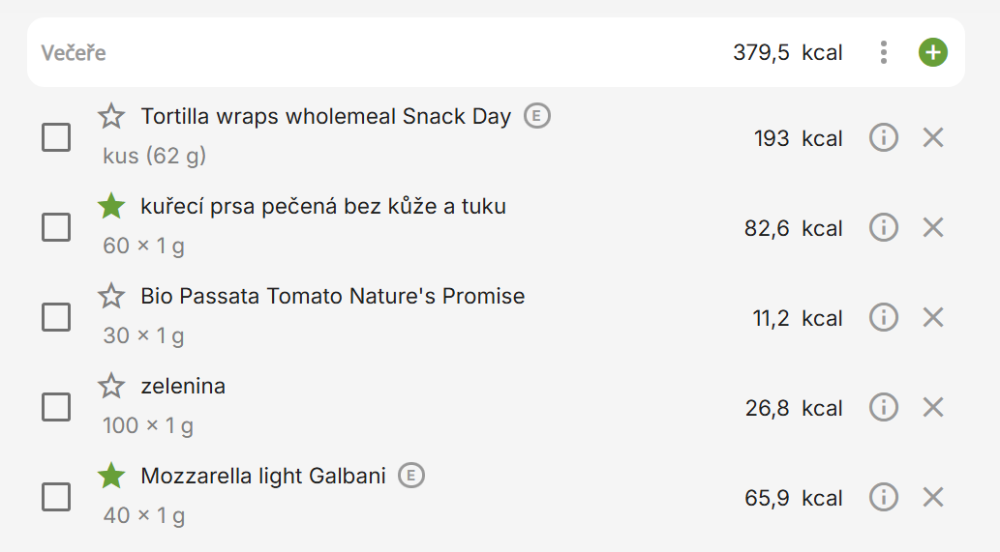 Večeře 379,5 kcal
Tortilla wraps wholemeal Snack Day E
193 kcal
kus (62 g)
kuřecí prsa pečená bez kůže a tuku
82,6 kcal
60 × 1 g
Bio Passata Tomato Nature's Promise
11,2 kcal
30 × 1 g
zelenina
26,8 kcal
100 × 1 g
Mozzarella light Galbani E
65,9 kcal
40 × 1 g